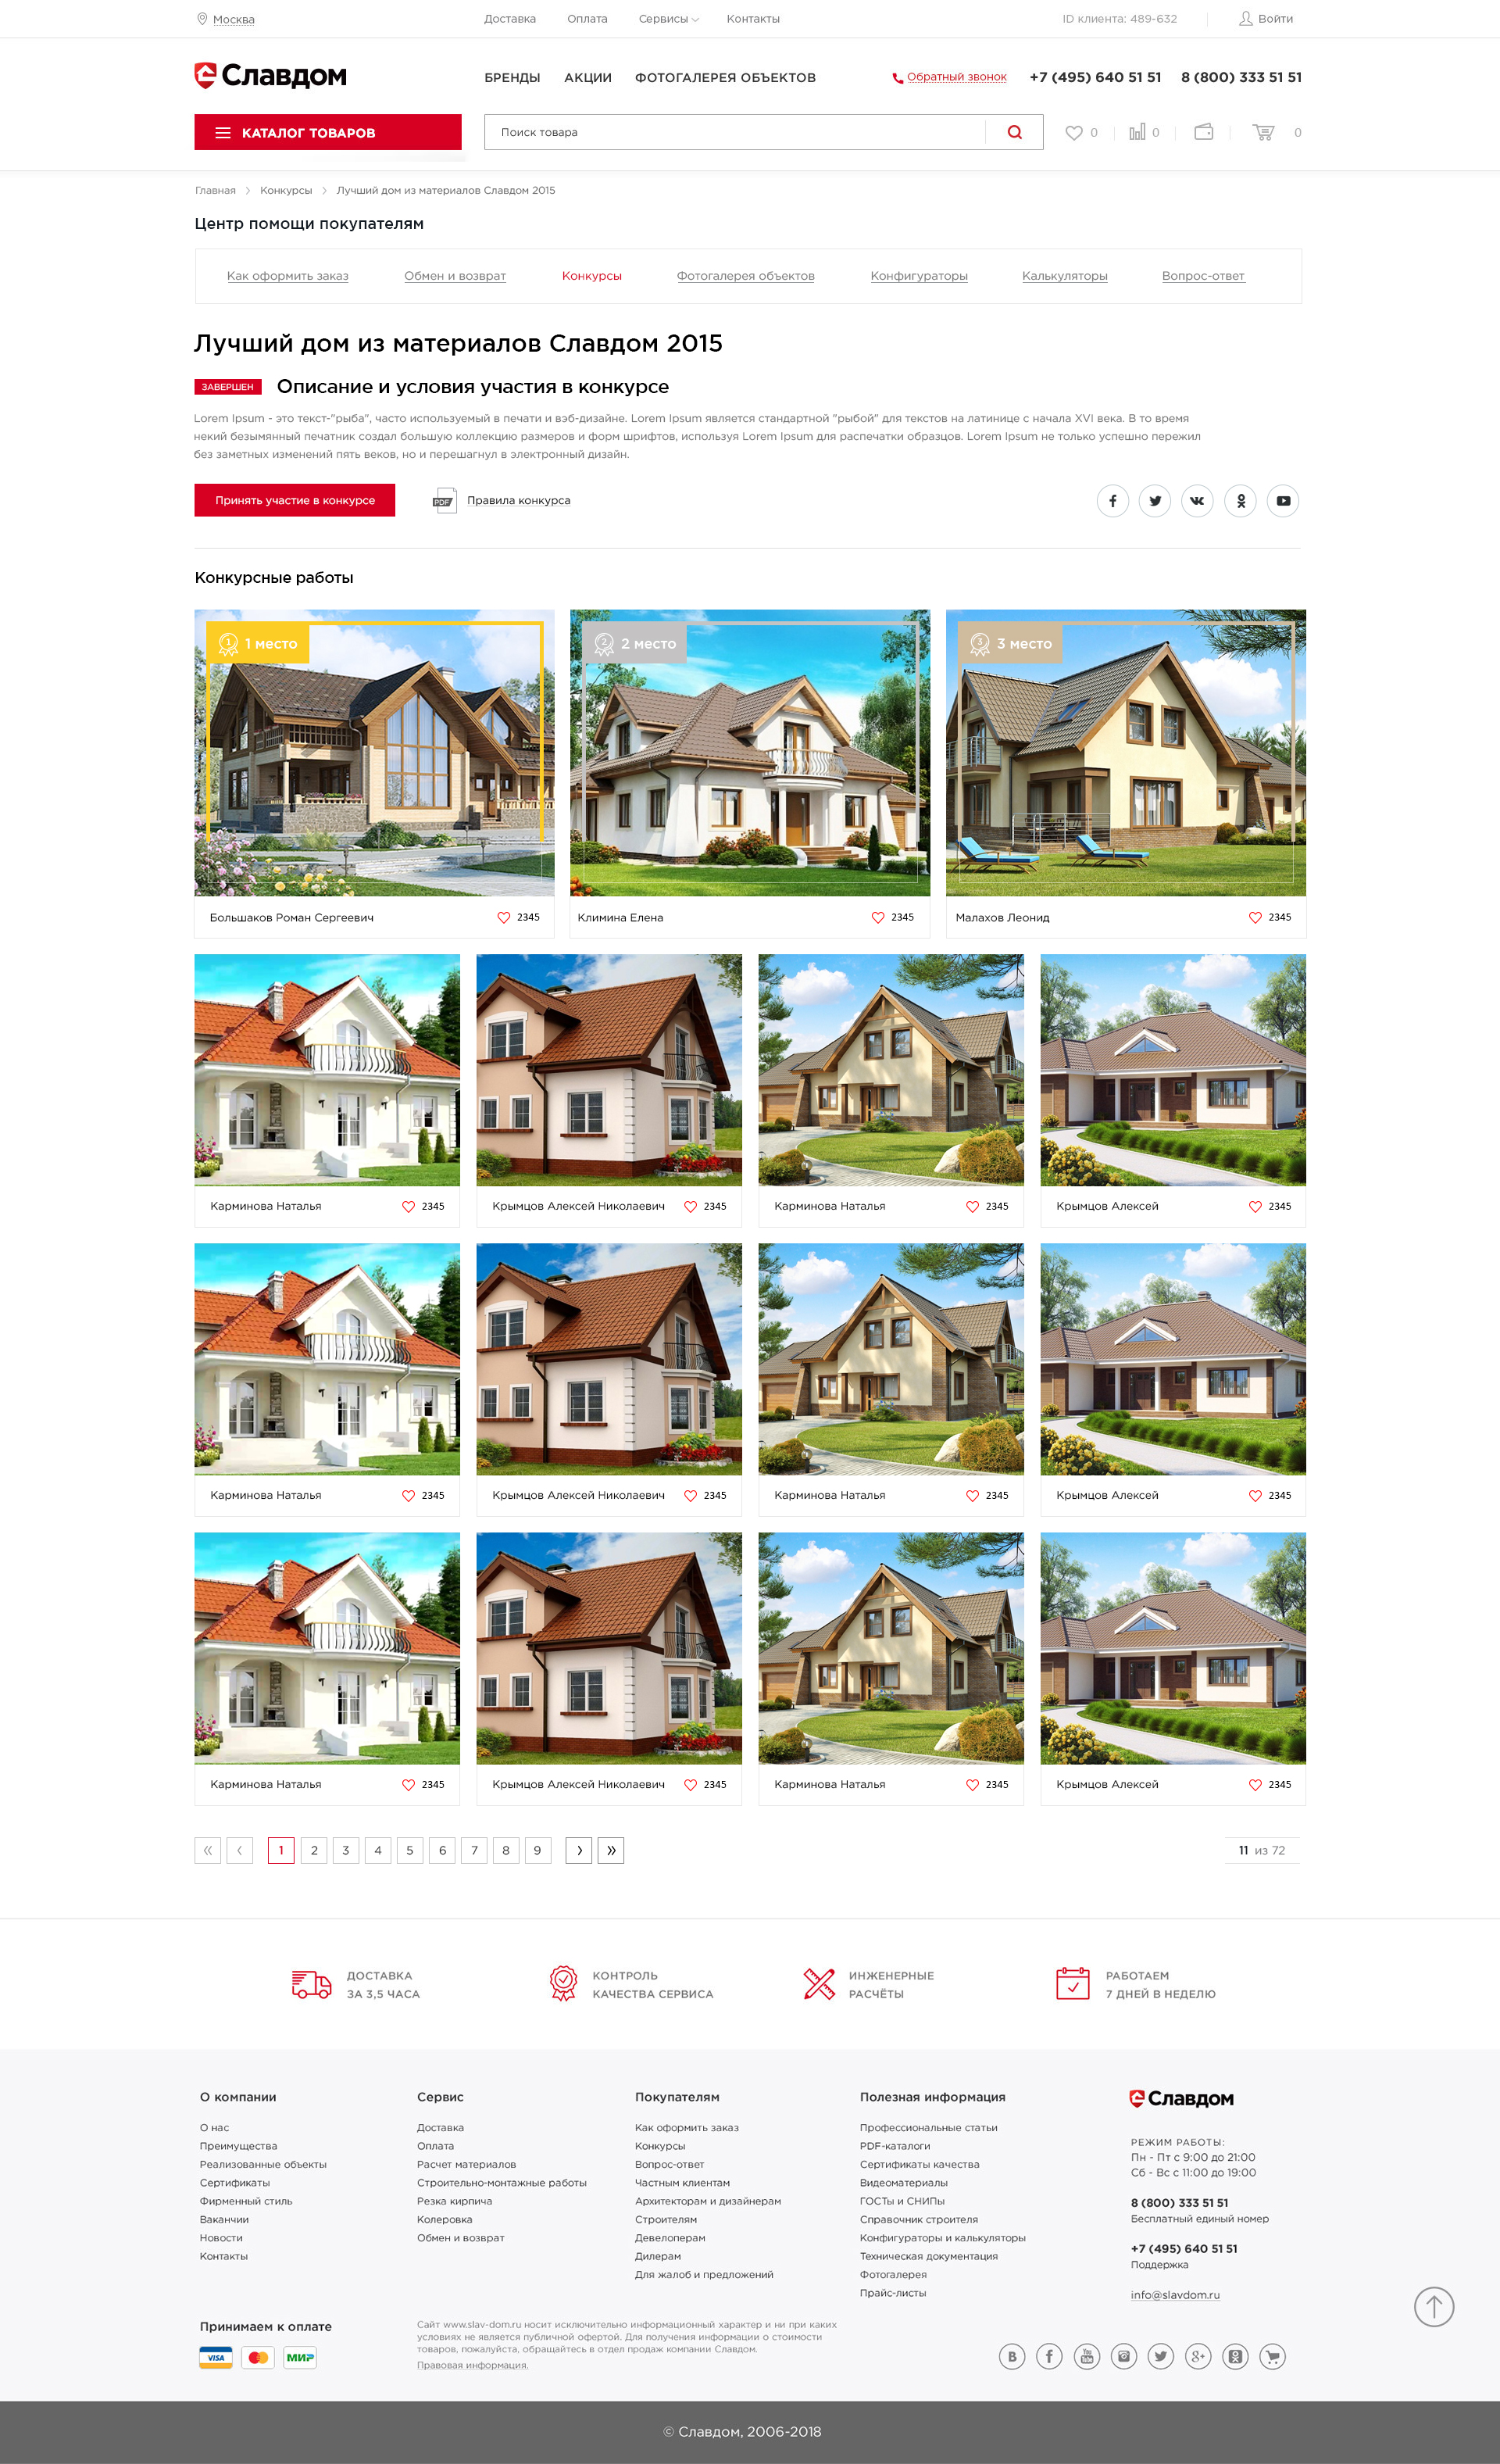 Москва
Доставка Оплата Сервисы Контакты
ID клиента: 489-632
Войти
Славдом
БРЕНДЫ АКЦИИ ФОТОГАЛЕРЕЯ ОБЪЕКТОВ
Обратный звонок
+7 (495) 640 51 51
8 (800) 333 51 51
КАТАЛОГ ТОВАРОВ
Поиск товара
0
0
0
Главная
Конкурсы
Лучший дом из материалов Славдом 2015
Центр помощи покупателям
Как оформить заказ Обмен и возврат Конкурсы Фотогалерея объектов Конфигураторы Калькуляторы Вопрос-ответ
Лучший дом из материалов Славдом 2015
ЗАВЕРШЕН
Описание и условия участия в конкурсе
Lorem Ipsum - это текст-"рыба", часто используемый в печати и вэб-дизайне. Lorem Ipsum является стандартной "рыбой" для текстов на латинице с начала XVI века. В то время
некий безымянный печатник создал большую коллекцию размеров и форм шрифтов, используя Lorem Ipsum для распечатки образцов. Lorem Ipsum не только успешно пережил
без заметных изменений пять веков, но и перешагнул в электронный дизайн.
Принять участие в конкурсе
PDF
Правила конкурса
Конкурсные работы
1
1 место
2
2 место
3
3 место
Большаков Роман Сергеевич 2345
Климина Елена 2345
Малахов Леонид 2345
Карминова Наталья 2345
Крымцов Алексей Николаевич 2345
Карминова Наталья 2345
Крымцов Алексей 2345
Карминова Наталья 2345
Крымцов Алексей Николаевич 2345
Карминова Наталья 2345
Крымцов Алексей 2345
Карминова Наталья 2345
Крымцов Алексей Николаевич 2345
Карминова Наталья 2345
Крымцов Алексей 2345
« ‹ 1 2 3 4 5 6 7 8 9 › »
11 из 72
ДОСТАВКА
ЗА 3,5 ЧАСА
КОНТРОЛЬ
КАЧЕСТВА СЕРВИСА
ИНЖЕНЕРНЫЕ
РАСЧЁТЫ
РАБОТАЕМ
7 ДНЕЙ В НЕДЕЛЮ
О компании
О нас
Преимущества
Реализованные объекты
Сертификаты
Фирменный стиль
Вакансии
Новости
Контакты
Сервис
Доставка
Оплата
Расчет материалов
Строительно-монтажные работы
Резка кирпича
Колеровка
Обмен и возврат
Покупателям
Как оформить заказ
Конкурсы
Вопрос-ответ
Частным клиентам
Архитекторам и дизайнерам
Строителям
Девелоперам
Дилерам
Для жалоб и предложений
Полезная информация
Профессиональные статьи
PDF-каталоги
Сертификаты качества
Видеоматериалы
ГОСТы и СНИПы
Справочник строителя
Конфигураторы и калькуляторы
Техническая документация
Фотогалерея
Прайс-листы
Славдом
РЕЖИМ РАБОТЫ:
Пн - Пт с 9:00 до 21:00
Сб - Вс с 11:00 до 19:00
8 (800) 333 51 51
Бесплатный единый номер
+7 (495) 640 51 51
Поддержка
info@slavdom.ru
Принимаем к оплате
VISA
МИР
Сайт www.slav-dom.ru носит исключительно информационный характер и ни при каких
условиях не является публичной офертой. Для получения информации о стоимости
товаров, пожалуйста, обращайтесь в отдел продаж компании Славдом.
Правовая информация.
© Славдом, 2006-2018